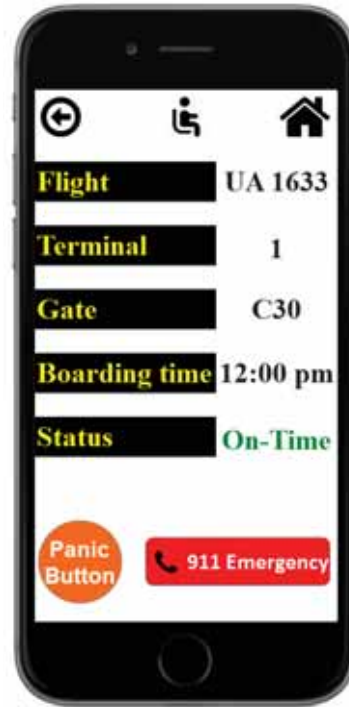 Flight UA 1633
Terminal 1
Gate C30
Boarding time 12:00 pm
Status On-Time
Panic
Button
911 Emergency